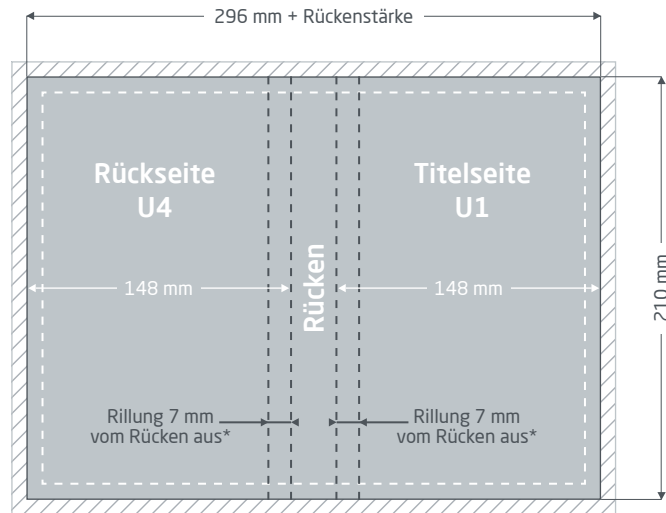 296 mm + Rückenstärke
Rückseite
U4
Titelseite
U1
Rücken
148 mm
148 mm
210 mm
Rillung 7 mm
vom Rücken aus*
Rillung 7 mm
vom Rücken aus*